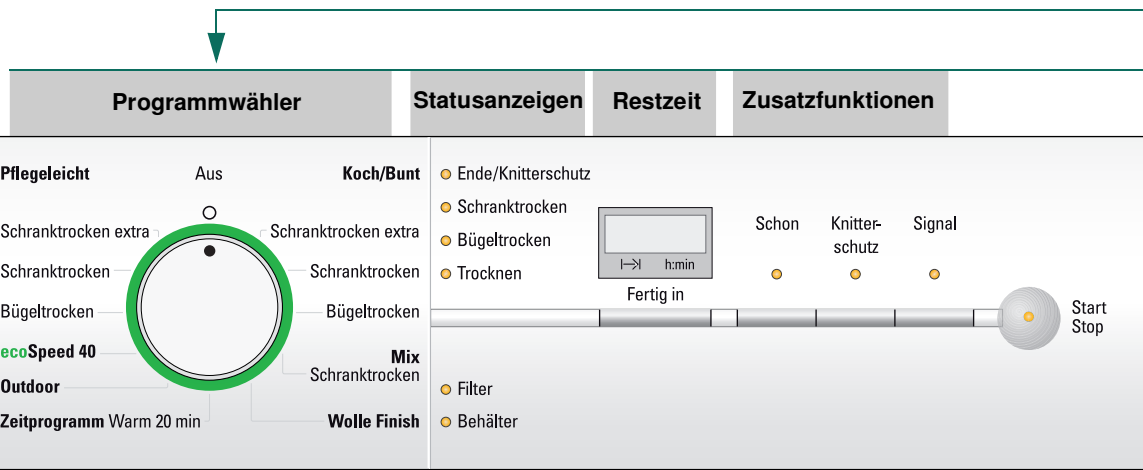 Programmwähler
Statusanzeigen
Restzeit
Zusatzfunktionen
Pflegeleicht
Aus
Koch/Bunt
Schranktrocken extra
Schranktrocken
Bügeltrocken
ecoSpeed 40
Outdoor
Zeitprogramm Warm 20 min
Schranktrocken extra
Schranktrocken
Bügeltrocken
Mix
Schranktrocken
Wolle Finish
Ende/Knitterschutz
Schranktrocken
Bügeltrocken
Trocknen
Filter
Behälter
h:min
Fertig in
Schon
Knitter-
schutz
Signal
Start
Stop